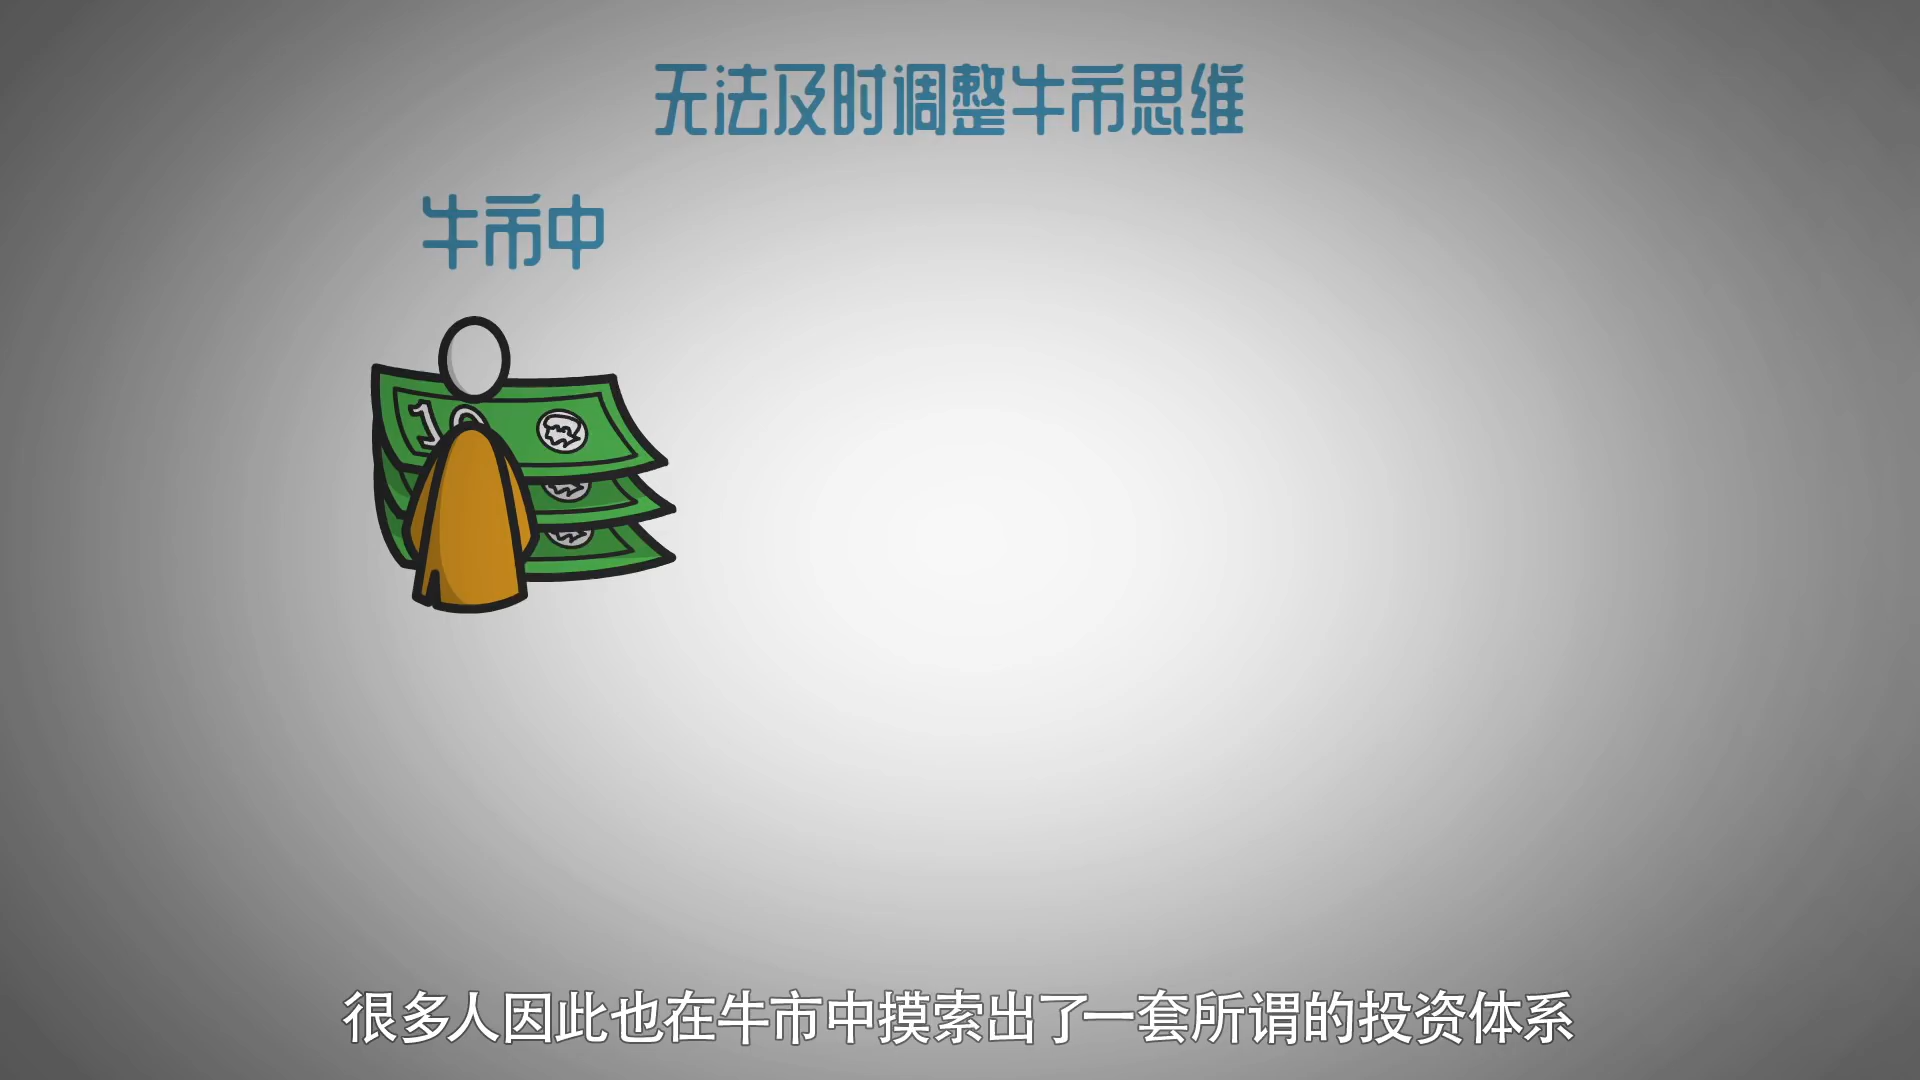 无法及时调整牛市思维
牛市中
10
很多人因此也在牛市中摸索出了一套所谓的投资体系